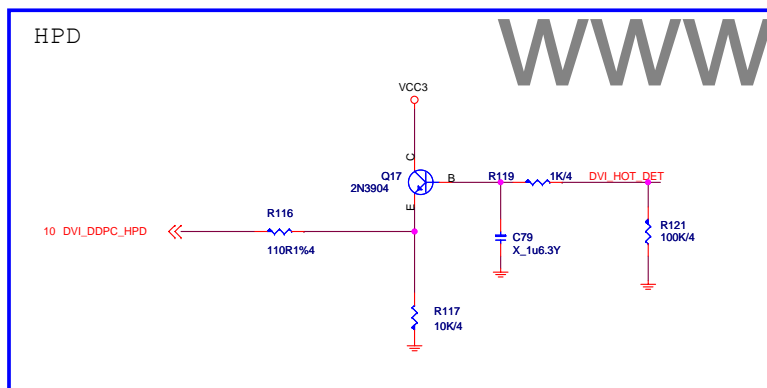 HPD
WWW
VCC3
C
Q17
2N3904
B
R119
1K/4
DVI_HOT_DET
E
R116
10 DVI_DDPC_HPD
110R1%4
C79
X_1u6.3Y
R121
100K/4
R117
10K/4